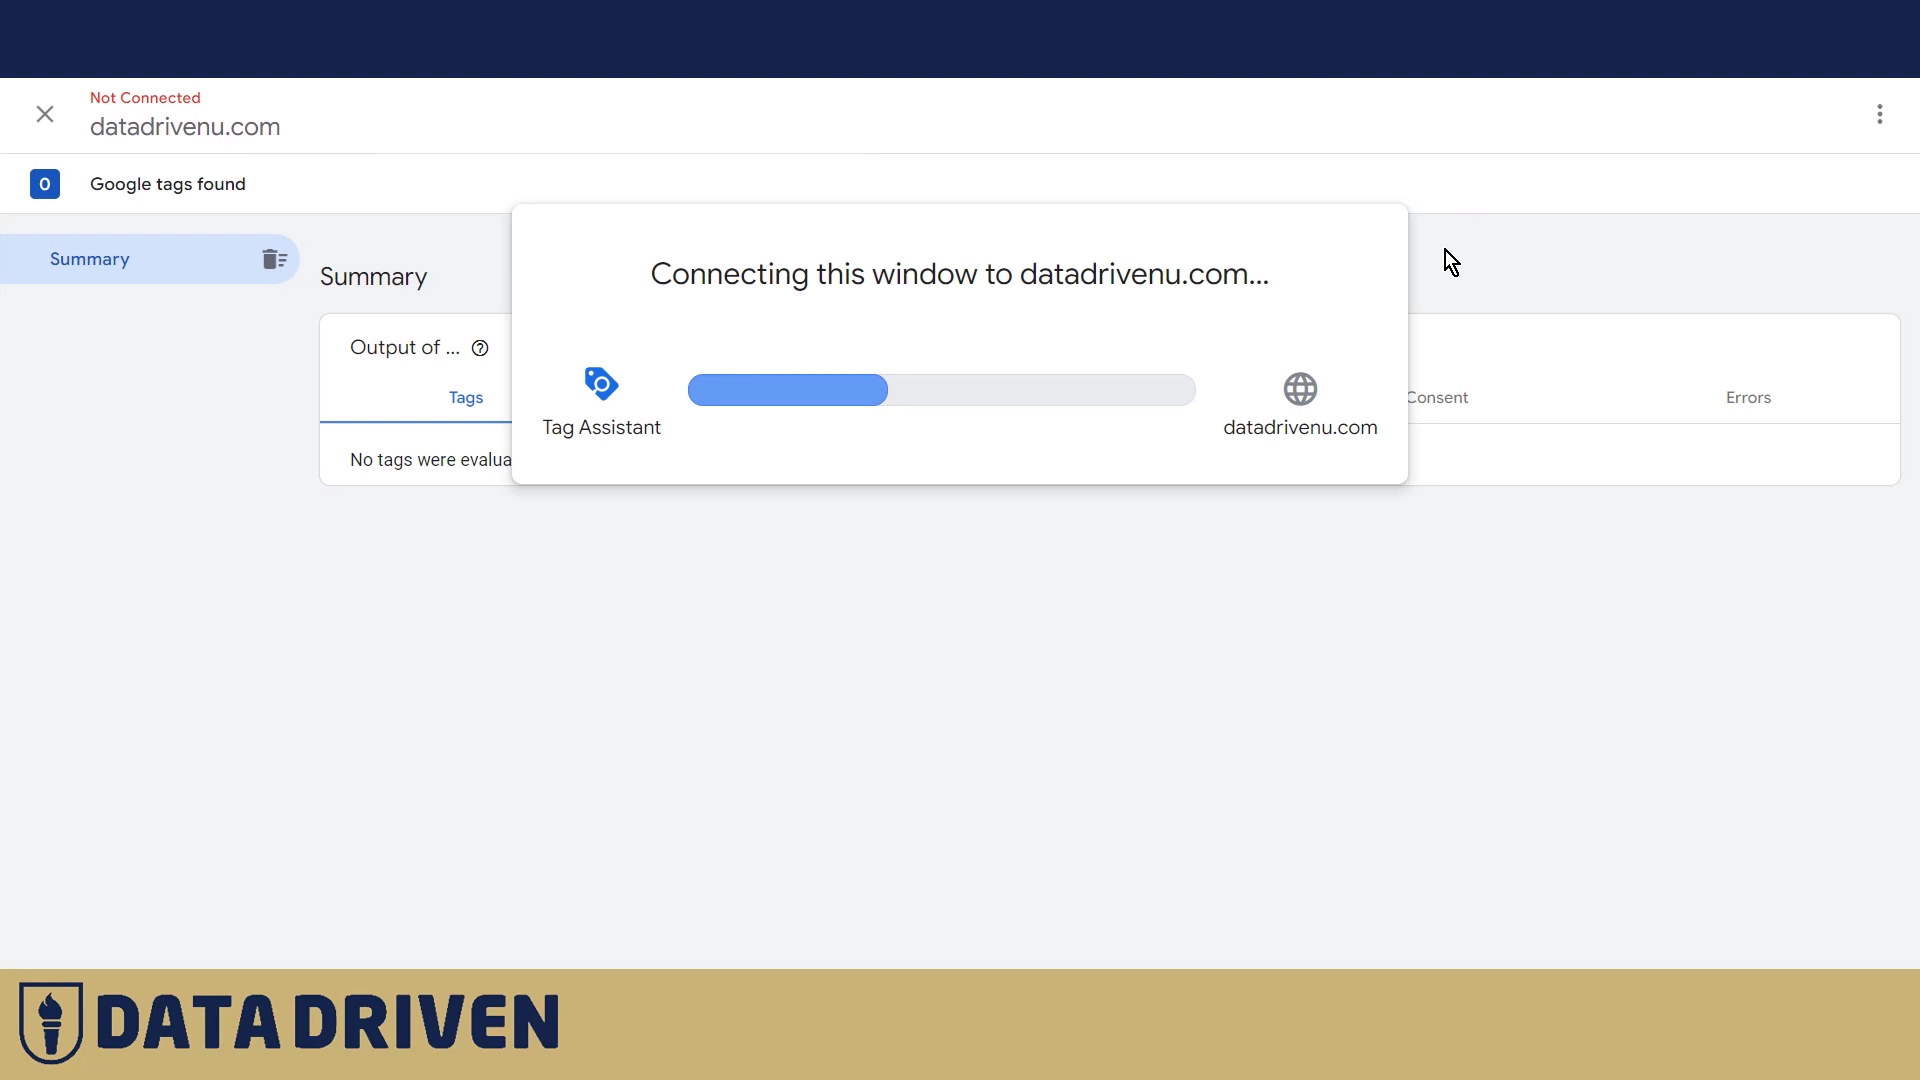 Not Connected
datadrivenu.com
0 Google tags found
Summary
Summary
Connecting this window to datadrivenu.com...
Output of ...
Tags
Consent
Errors
Tag Assistant
datadrivenu.com
No tags were evalua
DATA DRIVEN